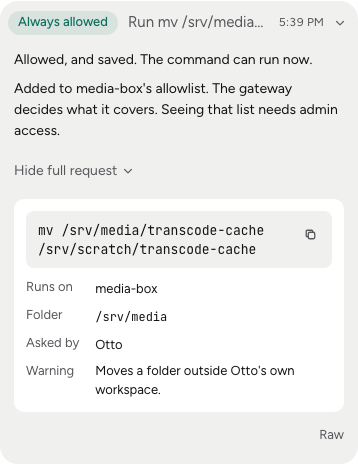 Always allowed Run mv /srv/media... 5:39 PM
Allowed, and saved. The command can run now.
Added to media-box's allowlist. The gateway
decides what it covers. Seeing that list needs admin
access.
Hide full request
mv /srv/media/transcode-cache
/srv/scratch/transcode-cache
Runs on media-box
Folder /srv/media
Asked by Otto
Warning Moves a folder outside Otto's own
workspace.
Raw